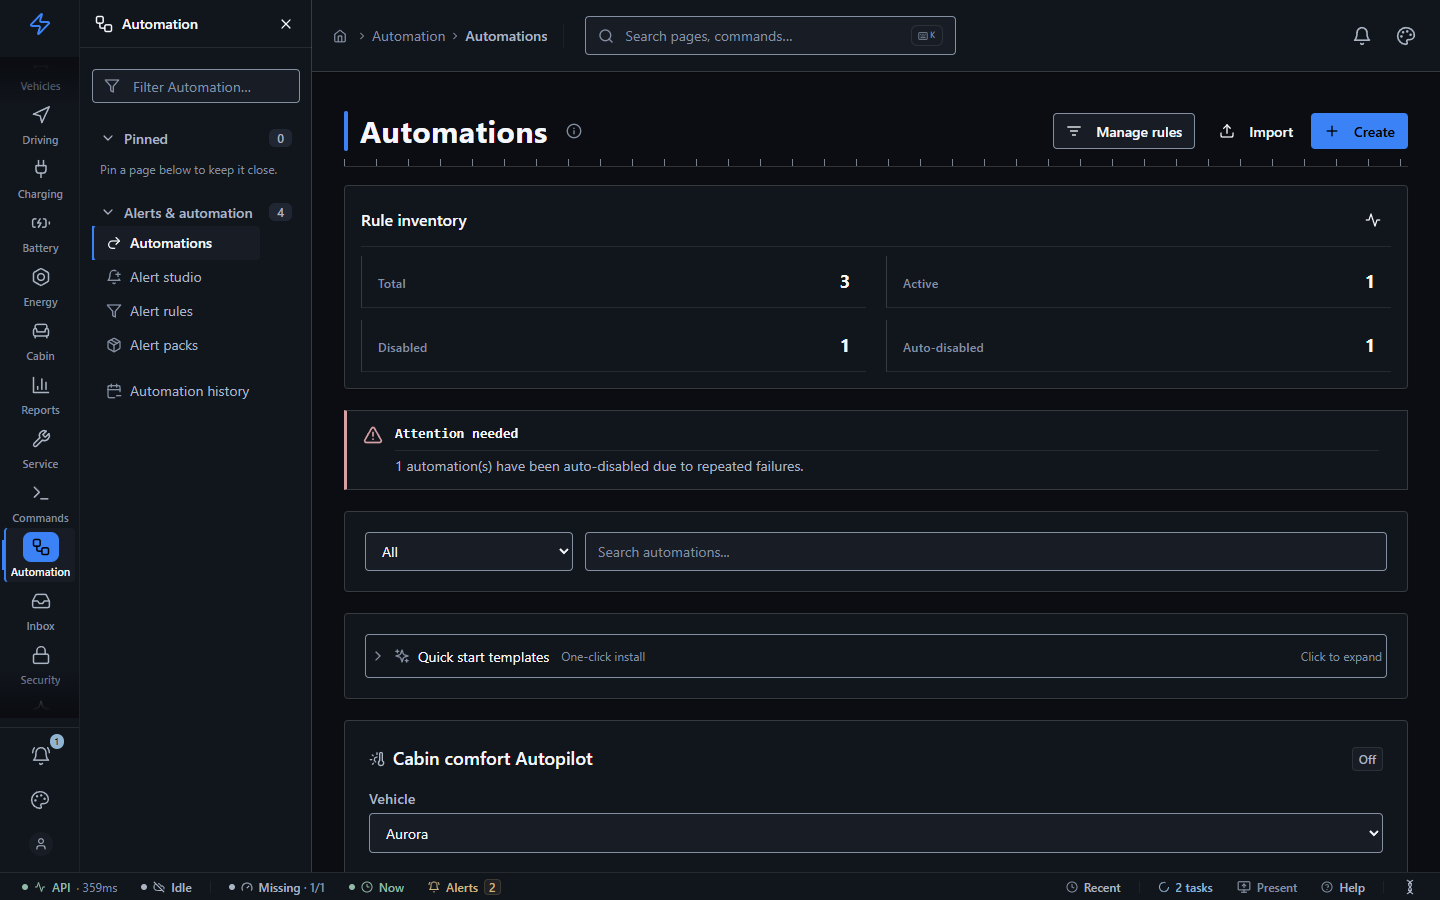 Automation
Automation
Automations
Search pages, commands...
K
Vehicles
Driving
Charging
Battery
Energy
Cabin
Reports
Service
Commands
Automation
Inbox
Security
1
Filter Automation...
Pinned
0
Pin a page below to keep it close.
Alerts & automation
4
Automations
Alert studio
Alert rules
Alert packs
Automation history
Automations
Manage rules
Import
Create
Rule inventory
Total
3
Active
1
Disabled
1
Auto-disabled
1
Attention needed
1 automation(s) have been auto-disabled due to repeated failures.
All
Search automations...
Quick start templates
One-click install
Click to expand
Cabin comfort Autopilot
Off
Vehicle
Aurora
API · 359ms
Idle
Missing · 1/1
Now
Alerts 2
Recent
2 tasks
Present
Help